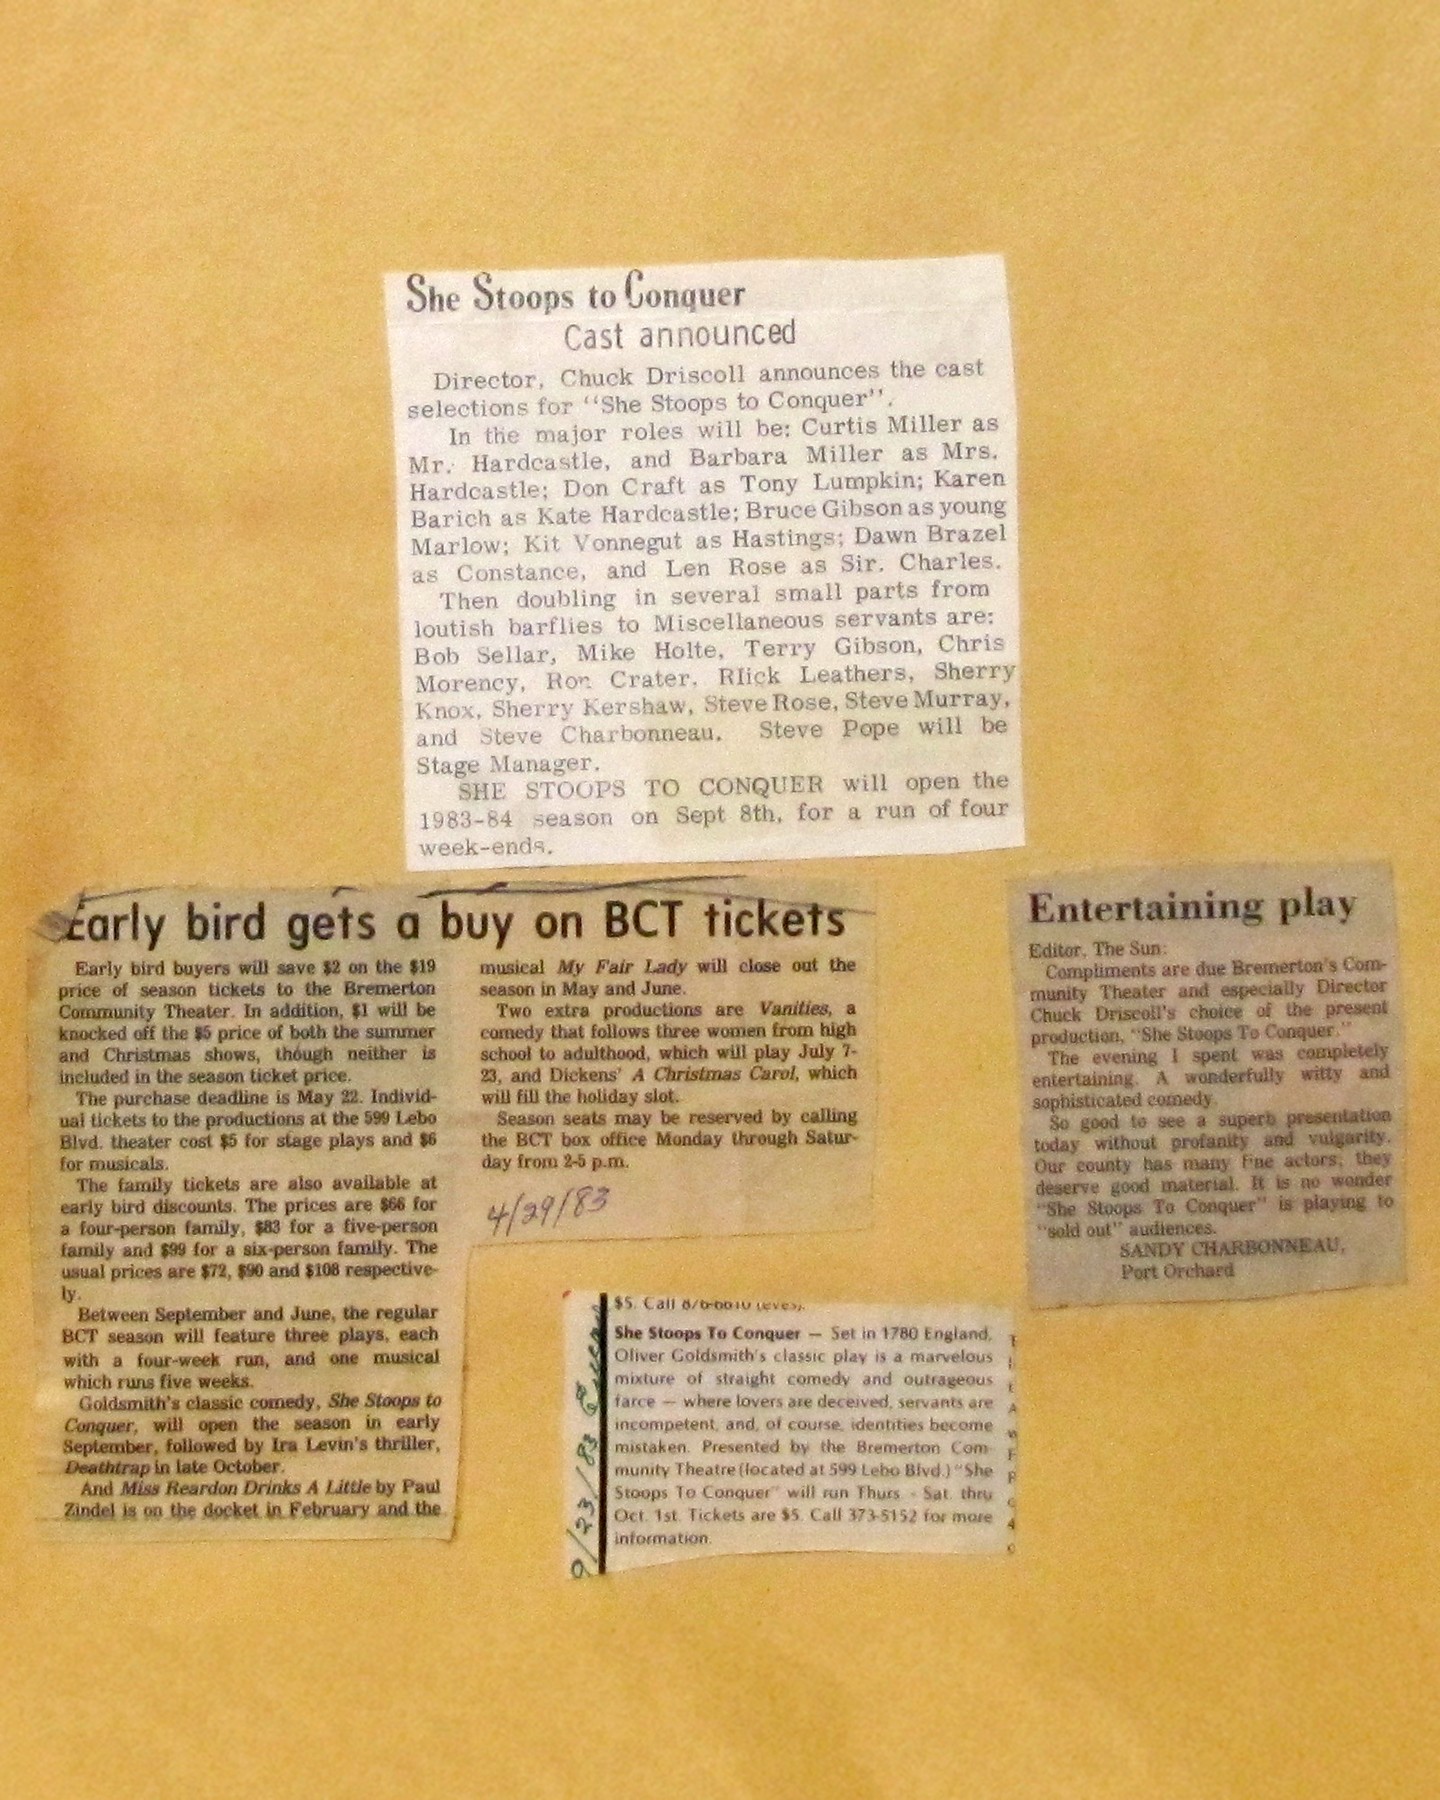 She Stoops to Conquer
Cast announced
Director, Chuck Driscoll announces the cast
selections for "She Stoops to Conquer".
In the major roles will be: Curtis Miller as
Mr. Hardcastle, and Barbara Miller as Mrs.
Hardcastle; Don Craft as Tony Lumpkin; Karen
Barich as Kate Hardcastle; Bruce Gibson as young
Marlow; Kit Vonnegut as Hastings; Dawn Brazel
as Constance, and Len Rose as Sir. Charles.
Then doubling in several small parts from
loutish barflies to Miscellaneous servants are:
Bob Sellar, Mike Holte, Terry Gibson, Chris
Morency, Ron Crater, RIick Leathers, Sherry
Knox, Sherry Kershaw, Steve Rose, Steve Murray,
and Steve Charbonneau. Steve Pope will be
Stage Manager.
SHE STOOPS TO CONQUER will open the
1983-84 season on Sept 8th, for a run of four
week-ends.
Early bird gets a buy on BCT tickets
Early bird buyers will save $2 on the $19
price of season tickets to the Bremerton
Community Theater. In addition, $1 will be
knocked off the $5 price of both the summer
and Christmas shows, though neither is
included in the season ticket price.
The purchase deadline is May 22. Individ-
ual tickets to the productions at the 599 Lebo
Blvd. theater cost $5 for stage plays and $6
for musicals.
The family tickets are also available at
early bird discounts. The prices are $66 for
a four-person family, $83 for a five-person
family and $99 for a six-person family. The
usual prices are $72, $90 and $108 respective-
ly.
Between September and June, the regular
BCT season will feature three plays, each
with a four-week run, and one musical
which runs five weeks.
Goldsmith's classic comedy, She Stoops to
Conquer, will open the season in early
September, followed by Ira Levin's thriller,
Deathtrap in late October.
And Miss Reardon Drinks A Little by Paul
Zindel is on the docket in February and the
musical My Fair Lady will close out the
season in May and June.
Two extra productions are Vanities, a
comedy that follows three women from high
school to adulthood, which will play July 7-
23, and Dickens' A Christmas Carol, which
will fill the holiday slot.
Season seats may be reserved by calling
the BCT box office Monday through Satur-
day from 2-5 p.m.
4/29/83
Entertaining play
Editor, The Sun:
Compliments are due Bremerton's Com-
munity Theater and especially Director
Chuck Driscoll's choice of the present
production, "She Stoops To Conquer."
The evening I spent was completely
entertaining. A wonderfully witty and
sophisticated comedy.
So good to see a superb presentation
today without profanity and vulgarity.
Our county has many fine actors; they
deserve good material. It is no wonder
"She Stoops To Conquer" is playing to
"sold out" audiences.
SANDY CHARBONNEAU,
Port Orchard
9/23/83
$5. Call (eves).
She Stoops To Conquer — Set in 1780 England,
Oliver Goldsmith's classic play is a marvelous
mixture of straight comedy and outrageous
farce — where lovers are deceived, servants are
incompetent, and, of course, identities become
mistaken. Presented by the Bremerton Com-
munity Theatre (located at 599 Lebo Blvd.) "She
Stoops To Conquer" will run Thurs - Sat. thru
Oct. 1st. Tickets are $5. Call 373-5152 for more
information.